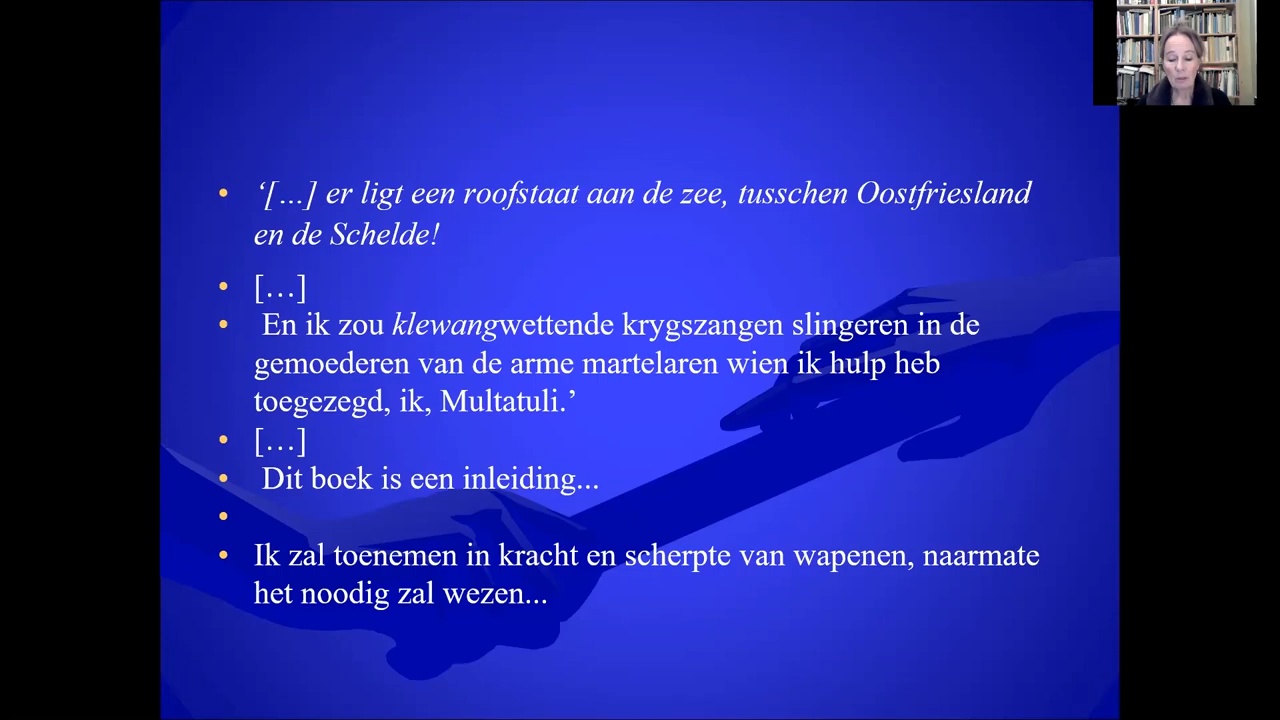 • ‘[…] er ligt een roofstaat aan de zee, tusschen Oostfriesland
en de Schelde!
• […]
• En ik zou klewangwettende krygszangen slingeren in de
gemoederen van de arme martelaren wien ik hulp heb
toegezegd, ik, Multatuli.’
• […]
• Dit boek is een inleiding...
•
• Ik zal toenemen in kracht en scherpte van wapenen, naarmate
het noodig zal wezen...